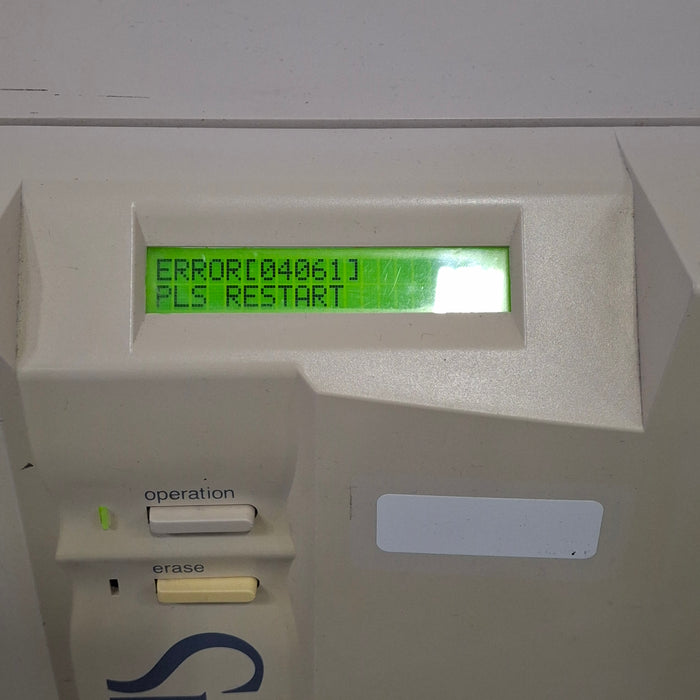 ERROR[04061]
PLS RESTART
operation
erase